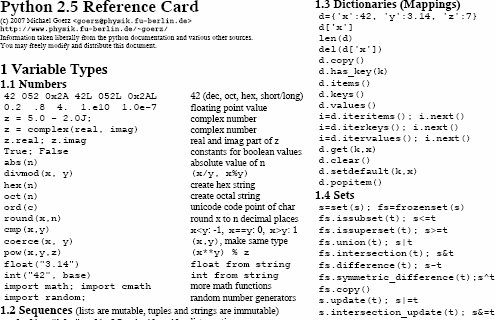 Python 2.5 Reference Card
(c) 2007 Michael Goerz <goerz@physik.fu-berlin.de>
http://www.physik.fu-berlin.de/~goerz/
Information taken liberally from the python documentation and various other sources.
You may freely modify and distribute this document.
1 Variable Types
1.1 Numbers
42 052 0x2A 42L 052L 0x2AL 42 (dec, oct, hex, short/long)
0.2 .8 4. 1.e10 1.0e-7 floating point value
z = 5.0 - 2.0J; complex number
z = complex(real, imag) complex number
z.real; z.imag real and imag part of z
True; False constants for boolean values
abs(n) absolute value of n
divmod(x, y) (x/y, x%y)
hex(n) create hex string
oct(n) create octal string
ord(c) unicode code point of char
round(x,n) round x to n decimal places
cmp(x,y) x<y: -1, x==y: 0, x>y: 1
coerce(x, y) (x,y), make same type
pow(x,y,z) (x**y) % z
float("3.14") float from string
int("42", base) int from string
import math; import cmath more math functions
import random; random number generators
1.2 Sequences (lists are mutable, tuples and strings are immutable)
1.3 Dictionaries (Mappings)
d={'x':42, 'y':3.14, 'z':7}
d['x']
len(d)
del(d['x'])
d.copy()
d.has_key(k)
d.items()
d.keys()
d.values()
i=d.iteritems(); i.next()
i=d.iterkeys(); i.next()
i=d.itervalues(); i.next()
d.get(k,x)
d.clear()
d.setdefault(k,x)
d.popitem()
1.4 Sets
s=set(s); fs=frozenset(s)
fs.issubset(t); s<=t
fs.issuperset(t); s>=t
fs.union(t); s|t
fs.intersection(t); s&t
fs.difference(t); s-t
fs.symmetric_difference(t);s^t
fs.copy()
s.update(t); s|=t
s.intersection_update(t); s&=t